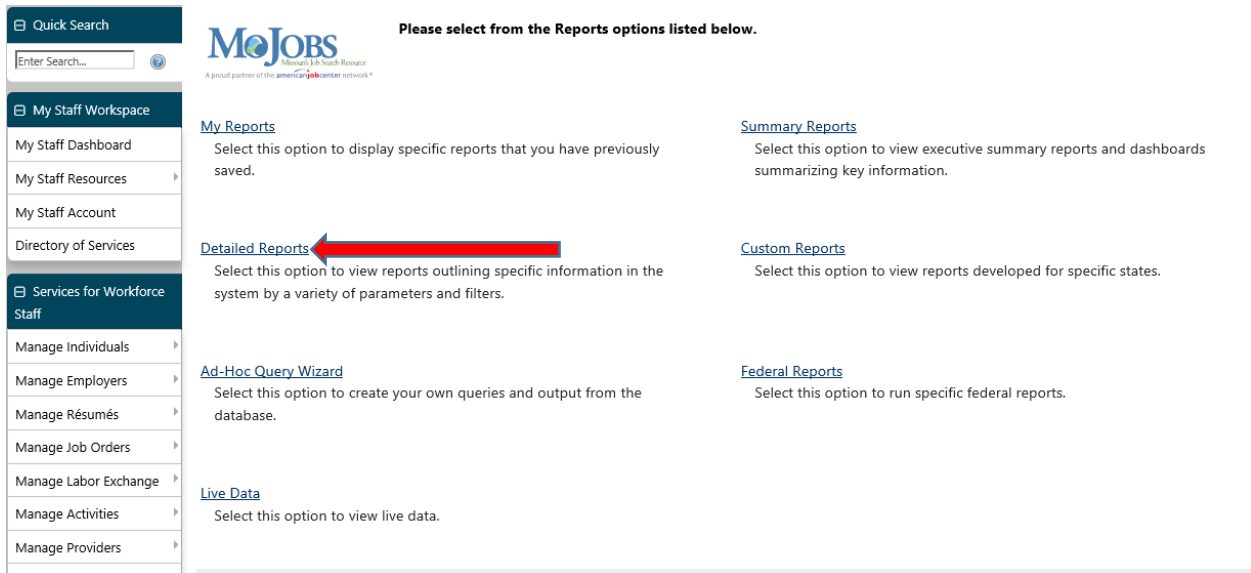 Quick Search
Enter Search...
My Staff Workspace
My Staff Dashboard
My Staff Resources
My Staff Account
Directory of Services
Services for Workforce
Staff
Manage Individuals
Manage Employers
Manage Résumés
Manage Job Orders
Manage Labor Exchange
Manage Activities
Manage Providers
MoJOBS
Missouri's Job Search Resource
A proud partner of the americanjobcenter network®
Please select from the Reports options listed below.
My Reports
Select this option to display specific reports that you have previously
saved.
Summary Reports
Select this option to view executive summary reports and dashboards
summarizing key information.
Detailed Reports
Select this option to view reports outlining specific information in the
system by a variety of parameters and filters.
Custom Reports
Select this option to view reports developed for specific states.
Ad-Hoc Query Wizard
Select this option to create your own queries and output from the
database.
Federal Reports
Select this option to run specific federal reports.
Live Data
Select this option to view live data.